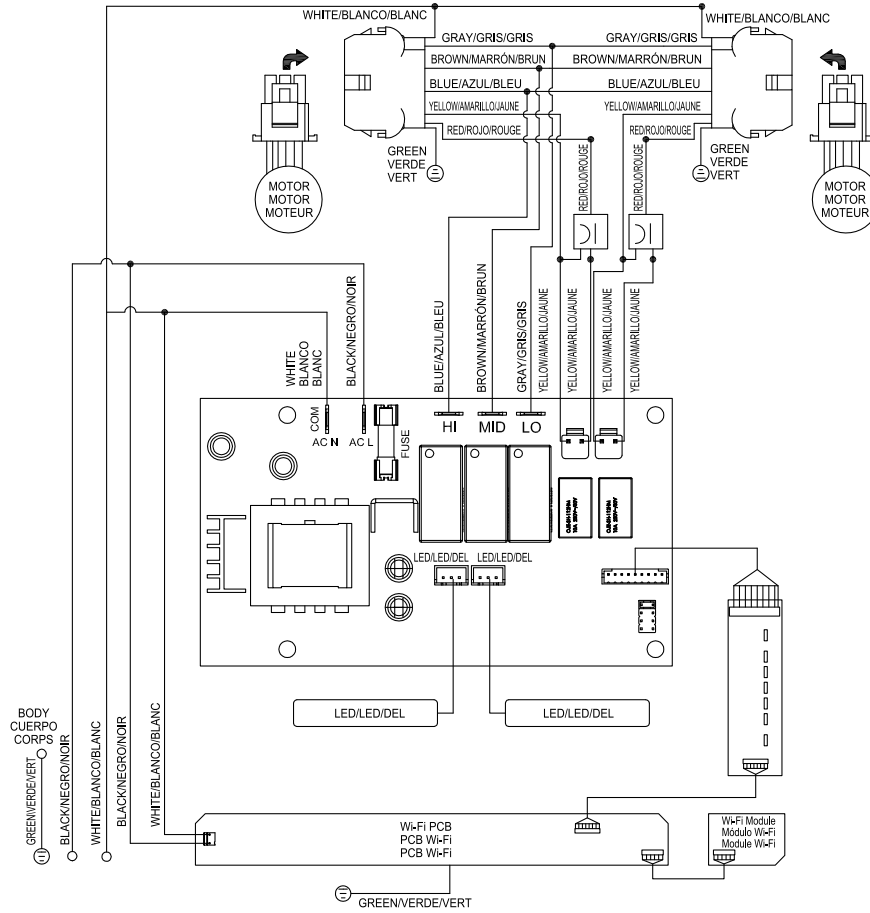 WHITE/BLANCO/BLANC
WHITE/BLANCO/BLANC
GRAY/GRIS/GRIS
GRAY/GRIS/GRIS
BROWN/MARRÓN/BRUN
BROWN/MARRÓN/BRUN
BLUE/AZUL/BLEU
BLUE/AZUL/BLEU
YELLOW/AMARILLO/JAUNE
YELLOW/AMARILLO/JAUNE
RED/ROJO/ROUGE
RED/ROJO/ROUGE
GREEN
VERDE
VERT
GREEN
VERDE
VERT
MOTOR
MOTOR
MOTEUR
MOTOR
MOTOR
MOTEUR
RED/ROJO/ROUGE
RED/ROJO/ROUGE
WHITE
BLANCO
BLANC
BLACK/NEGRO/NOIR
BLUE/AZUL/BLEU
BROWN/MARRÓN/BRUN
GRAY/GRIS/GRIS
YELLOW/AMARILLO/JAUNE
YELLOW/AMARILLO/JAUNE
YELLOW/AMARILLO/JAUNE
YELLOW/AMARILLO/JAUNE
COM
AC N
AC L
FUSE
HI
MID
LO
LED/LED/DEL
LED/LED/DEL
LED/LED/DEL
LED/LED/DEL
BODY
CUERPO
CORPS
GREEN/VERDE/VERT
BLACK/NEGRO/NOIR
WHITE/BLANCO/BLANC
BLACK/NEGRO/NOIR
WHITE/BLANCO/BLANC
Wi-Fi PCB
PCB Wi-Fi
PCB Wi-Fi
Wi-Fi Module
Módulo Wi-Fi
Module Wi-Fi
GREEN/VERDE/VERT